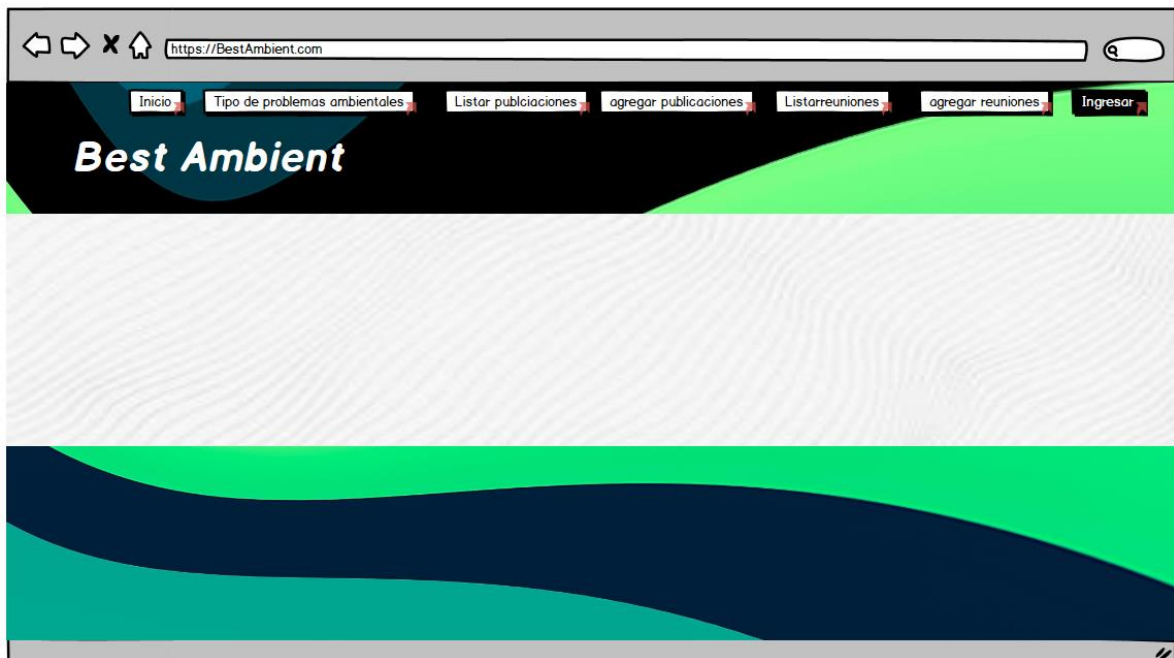 https://BestAmbient.com
Inicio Tipo de problemas ambientales Listar publciaciones agregar publicaciones Listarreuniones agregar reuniones Ingresar
Best Ambient